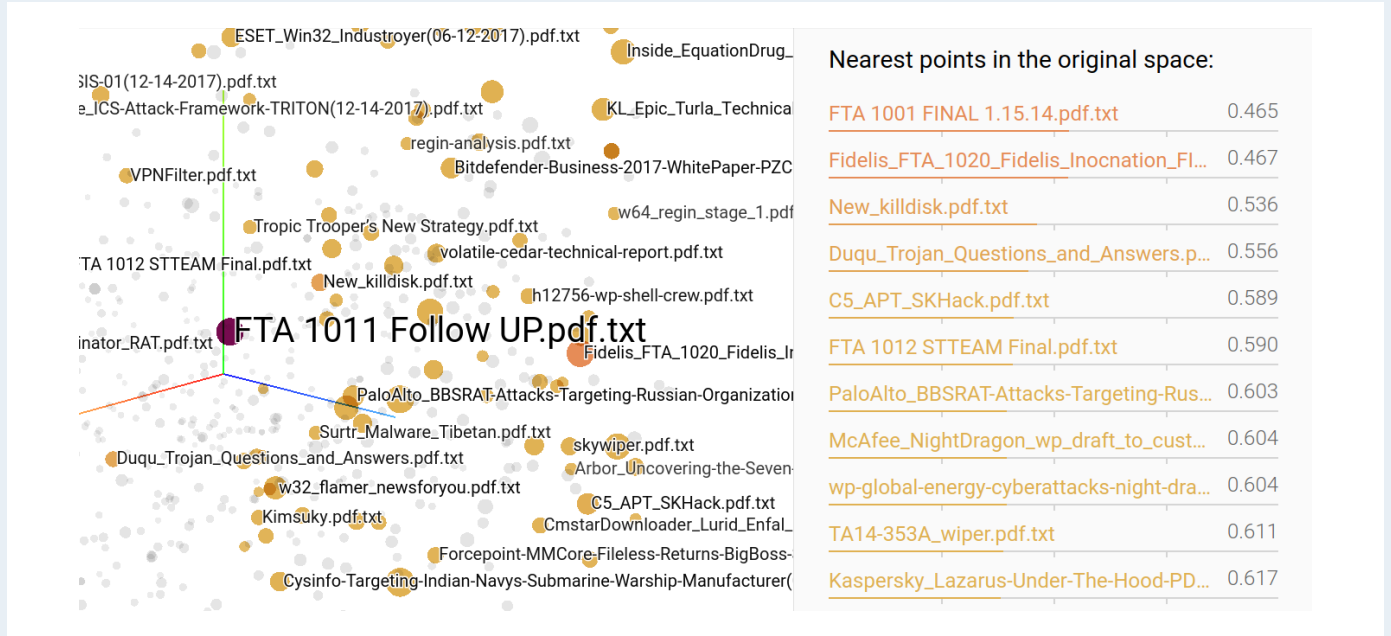 ESET_Win32_Industroyer(06-12-2017).pdf.txt
Inside_EquationDrug_
SIS-01(12-14-2017).pdf.txt
e_ICS-Attack-Framework-TRITON(12-14-2017).pdf.txt
KL_Epic_Turla_Technical
regin-analysis.pdf.txt
Bitdefender-Business-2017-WhitePaper-PZC
VPNFilter.pdf.txt
w64_regin_stage_1.pdf
Tropic Trooper's New Strategy.pdf.txt
volatile-cedar-technical-report.pdf.txt
TA 1012 STTEAM Final.pdf.txt
New_killdisk.pdf.txt
h12756-wp-shell-crew.pdf.txt
FTA 1011 Follow UP.pdf.txt
inator_RAT.pdf.txt
Fidelis_FTA_1020_Fidelis_In
PaloAlto_BBSRAT-Attacks-Targeting-Russian-Organization
Surtr_Malware_Tibetan.pdf.txt
skywiper.pdf.txt
Duqu_Trojan_Questions_and_Answers.pdf.txt
Arbor_Uncovering-the-Seven-
w32_flamer_newsforyou.pdf.txt
C5_APT_SKHack.pdf.txt
Kimsuky.pdf.txt
CmstarDownloader_Lurid_Enfal_
Forcepoint-MMCore-Fileless-Returns-BigBoss-
Cysinfo-Targeting-Indian-Navys-Submarine-Warship-Manufacturer(
Nearest points in the original space:
FTA 1001 FINAL 1.15.14.pdf.txt 0.465
Fidelis_FTA_1020_Fidelis_Inocnation_FI... 0.467
New_killdisk.pdf.txt 0.536
Duqu_Trojan_Questions_and_Answers.p... 0.556
C5_APT_SKHack.pdf.txt 0.589
FTA 1012 STTEAM Final.pdf.txt 0.590
PaloAlto_BBSRAT-Attacks-Targeting-Rus... 0.603
McAfee_NightDragon_wp_draft_to_cust... 0.604
wp-global-energy-cyberattacks-night-dra... 0.604
TA14-353A_wiper.pdf.txt 0.611
Kaspersky_Lazarus-Under-The-Hood-PD... 0.617